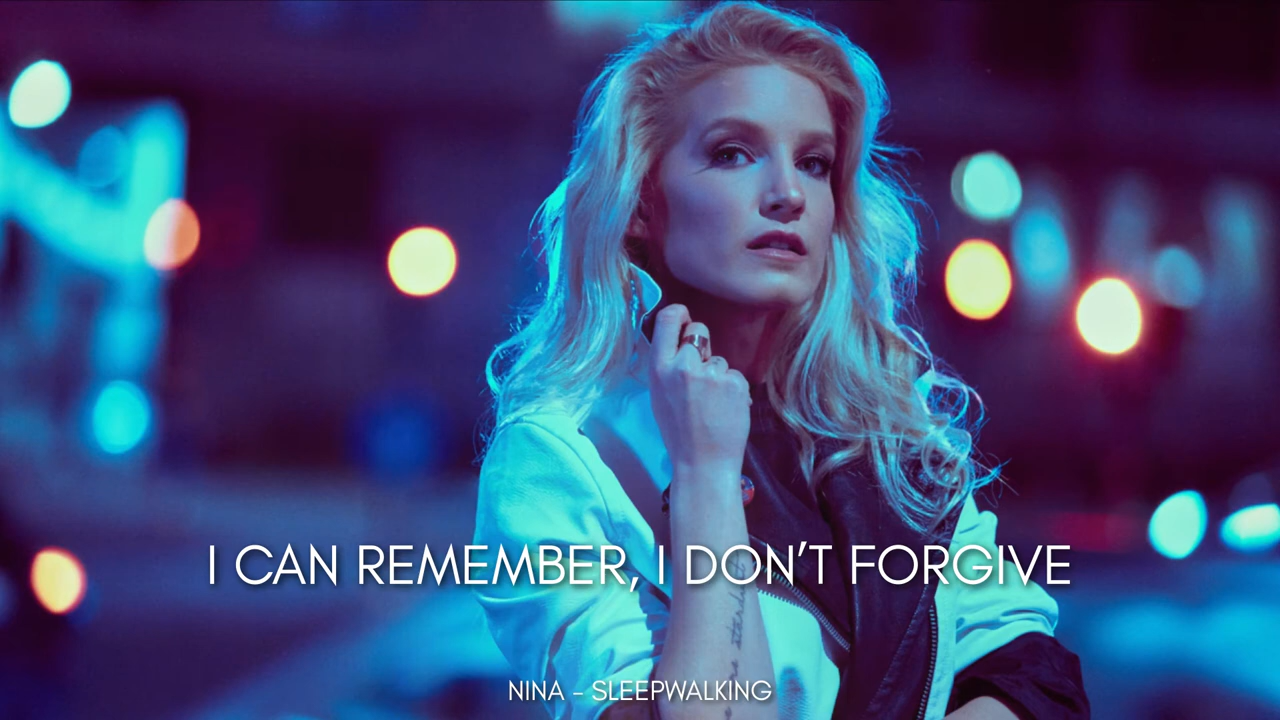 I CAN REMEMBER, I DON'T FORGIVE
NINA – SLEEPWALKING